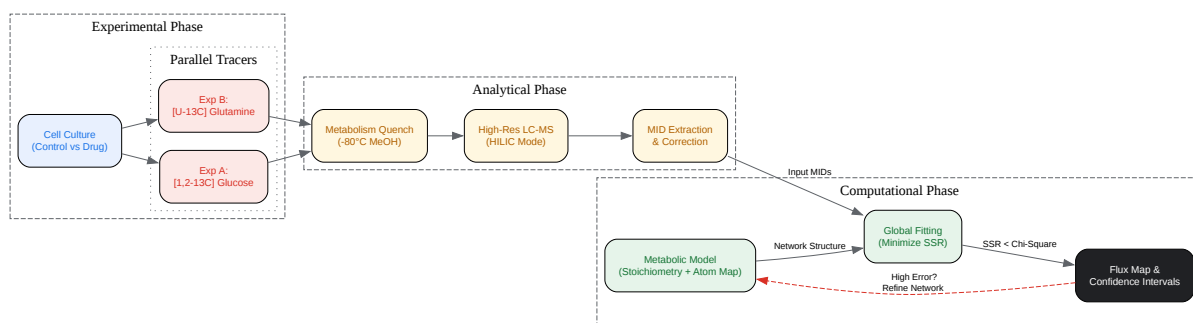 Experimental Phase
Parallel Tracers
Exp B:
[U-13C] Glutamine
Cell Culture
(Control vs Drug)
Exp A:
[1,2-13C] Glucose
Analytical Phase
Metabolism Quench
(-80°C MeOH)
High-Res LC-MS
(HILIC Mode)
MID Extraction
& Correction
Input MIDs
Computational Phase
Global Fitting
(Minimize SSR)
Metabolic Model
(Stoichiometry + Atom Map)
Network Structure
SSR < Chi-Square
Flux Map &
Confidence Intervals
High Error?
Refine Network